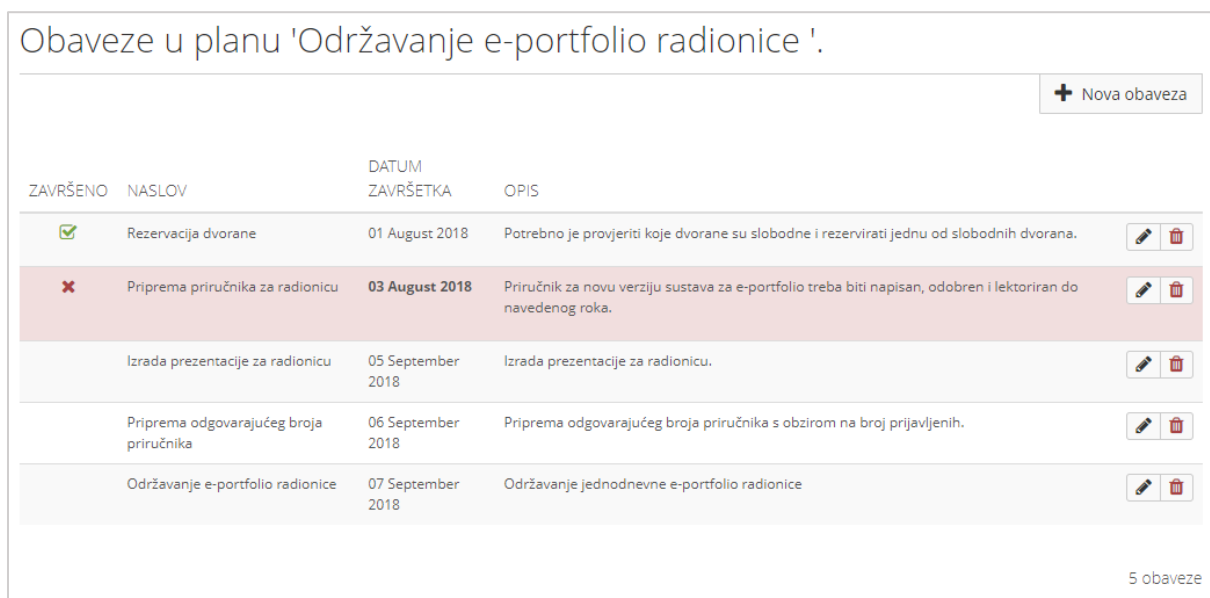 Obaveze u planu 'Održavanje e-portfolio radionice '.
Nova obaveza
ZAVRŠENO NASLOV DATUM ZAVRŠETKA OPIS
Rezervacija dvorane 01 August 2018 Potrebno je provjeriti koje dvorane su slobodne i rezervirati jednu od slobodnih dvorana.
Priprema priručnika za radionicu 03 August 2018 Priručnik za novu verziju sustava za e-portfolio treba biti napisan, odobren i lektoriran do
navedenog roka.
Izrada prezentacije za radionicu 05 September Izrada prezentacije za radionicu.
2018
Priprema odgovarajućeg broja 06 September Priprema odgovarajućeg broja priručnika s obzirom na broj prijavljenih.
priručnika 2018
Održavanje e-portfolio radionice 07 September Održavanje jednodnevne e-portfolio radionice
2018
5 obaveze